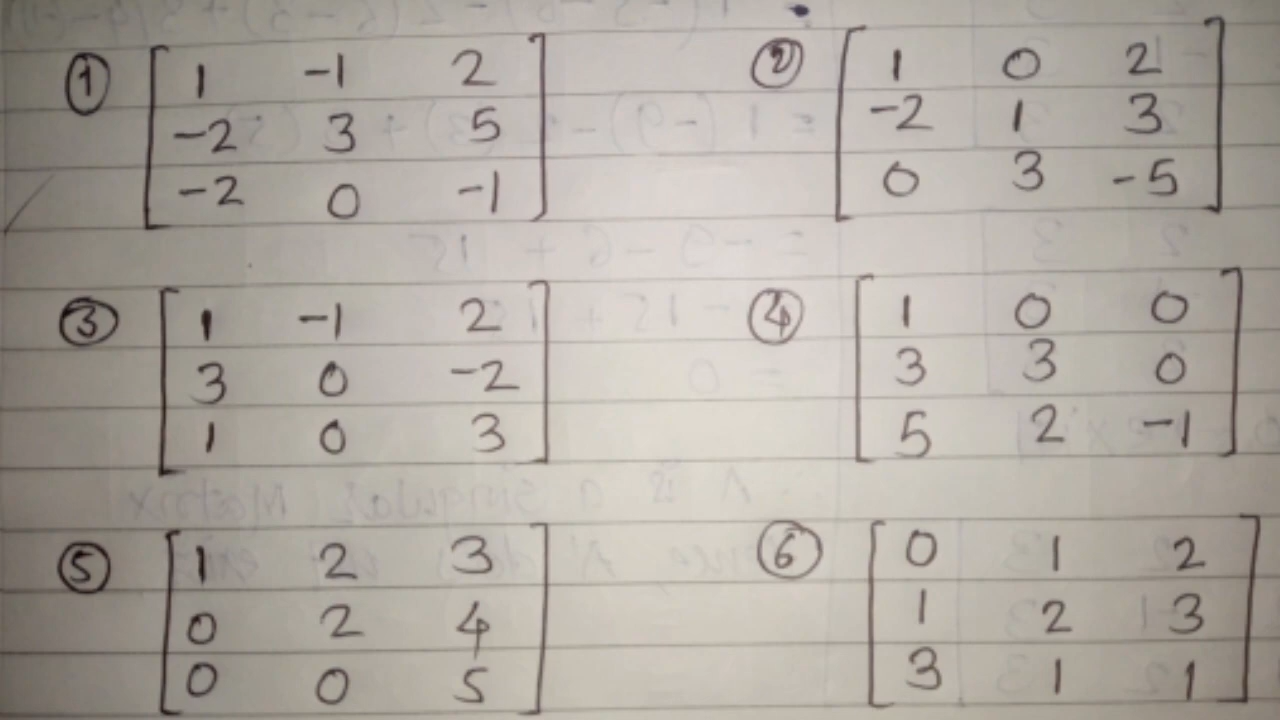 ① 1 -1 2 ② 1 0 2
-2 3 5 -2 1 3
-2 0 -1 0 3 -5
③ 1 -1 2 ④ 1 0 0
3 0 -2 3 3 0
1 0 3 5 2 -1
⑤ 1 2 3 ⑥ 0 1 2
0 2 4 1 2 3
0 0 5 3 1 1